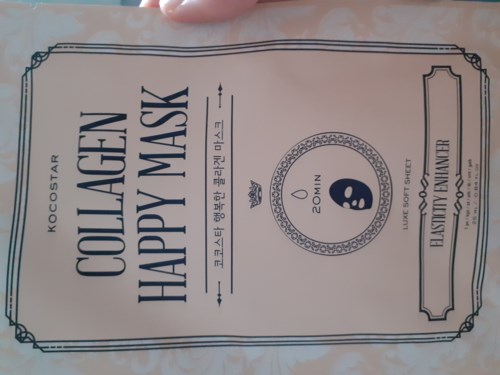 KOCOSTAR
COLLAGEN
HAPPY MASK
코코스타 행복한 콜라겐 마스크
20MIN
LUXE SOFT SHEET
ELASTICITY ENHANCER